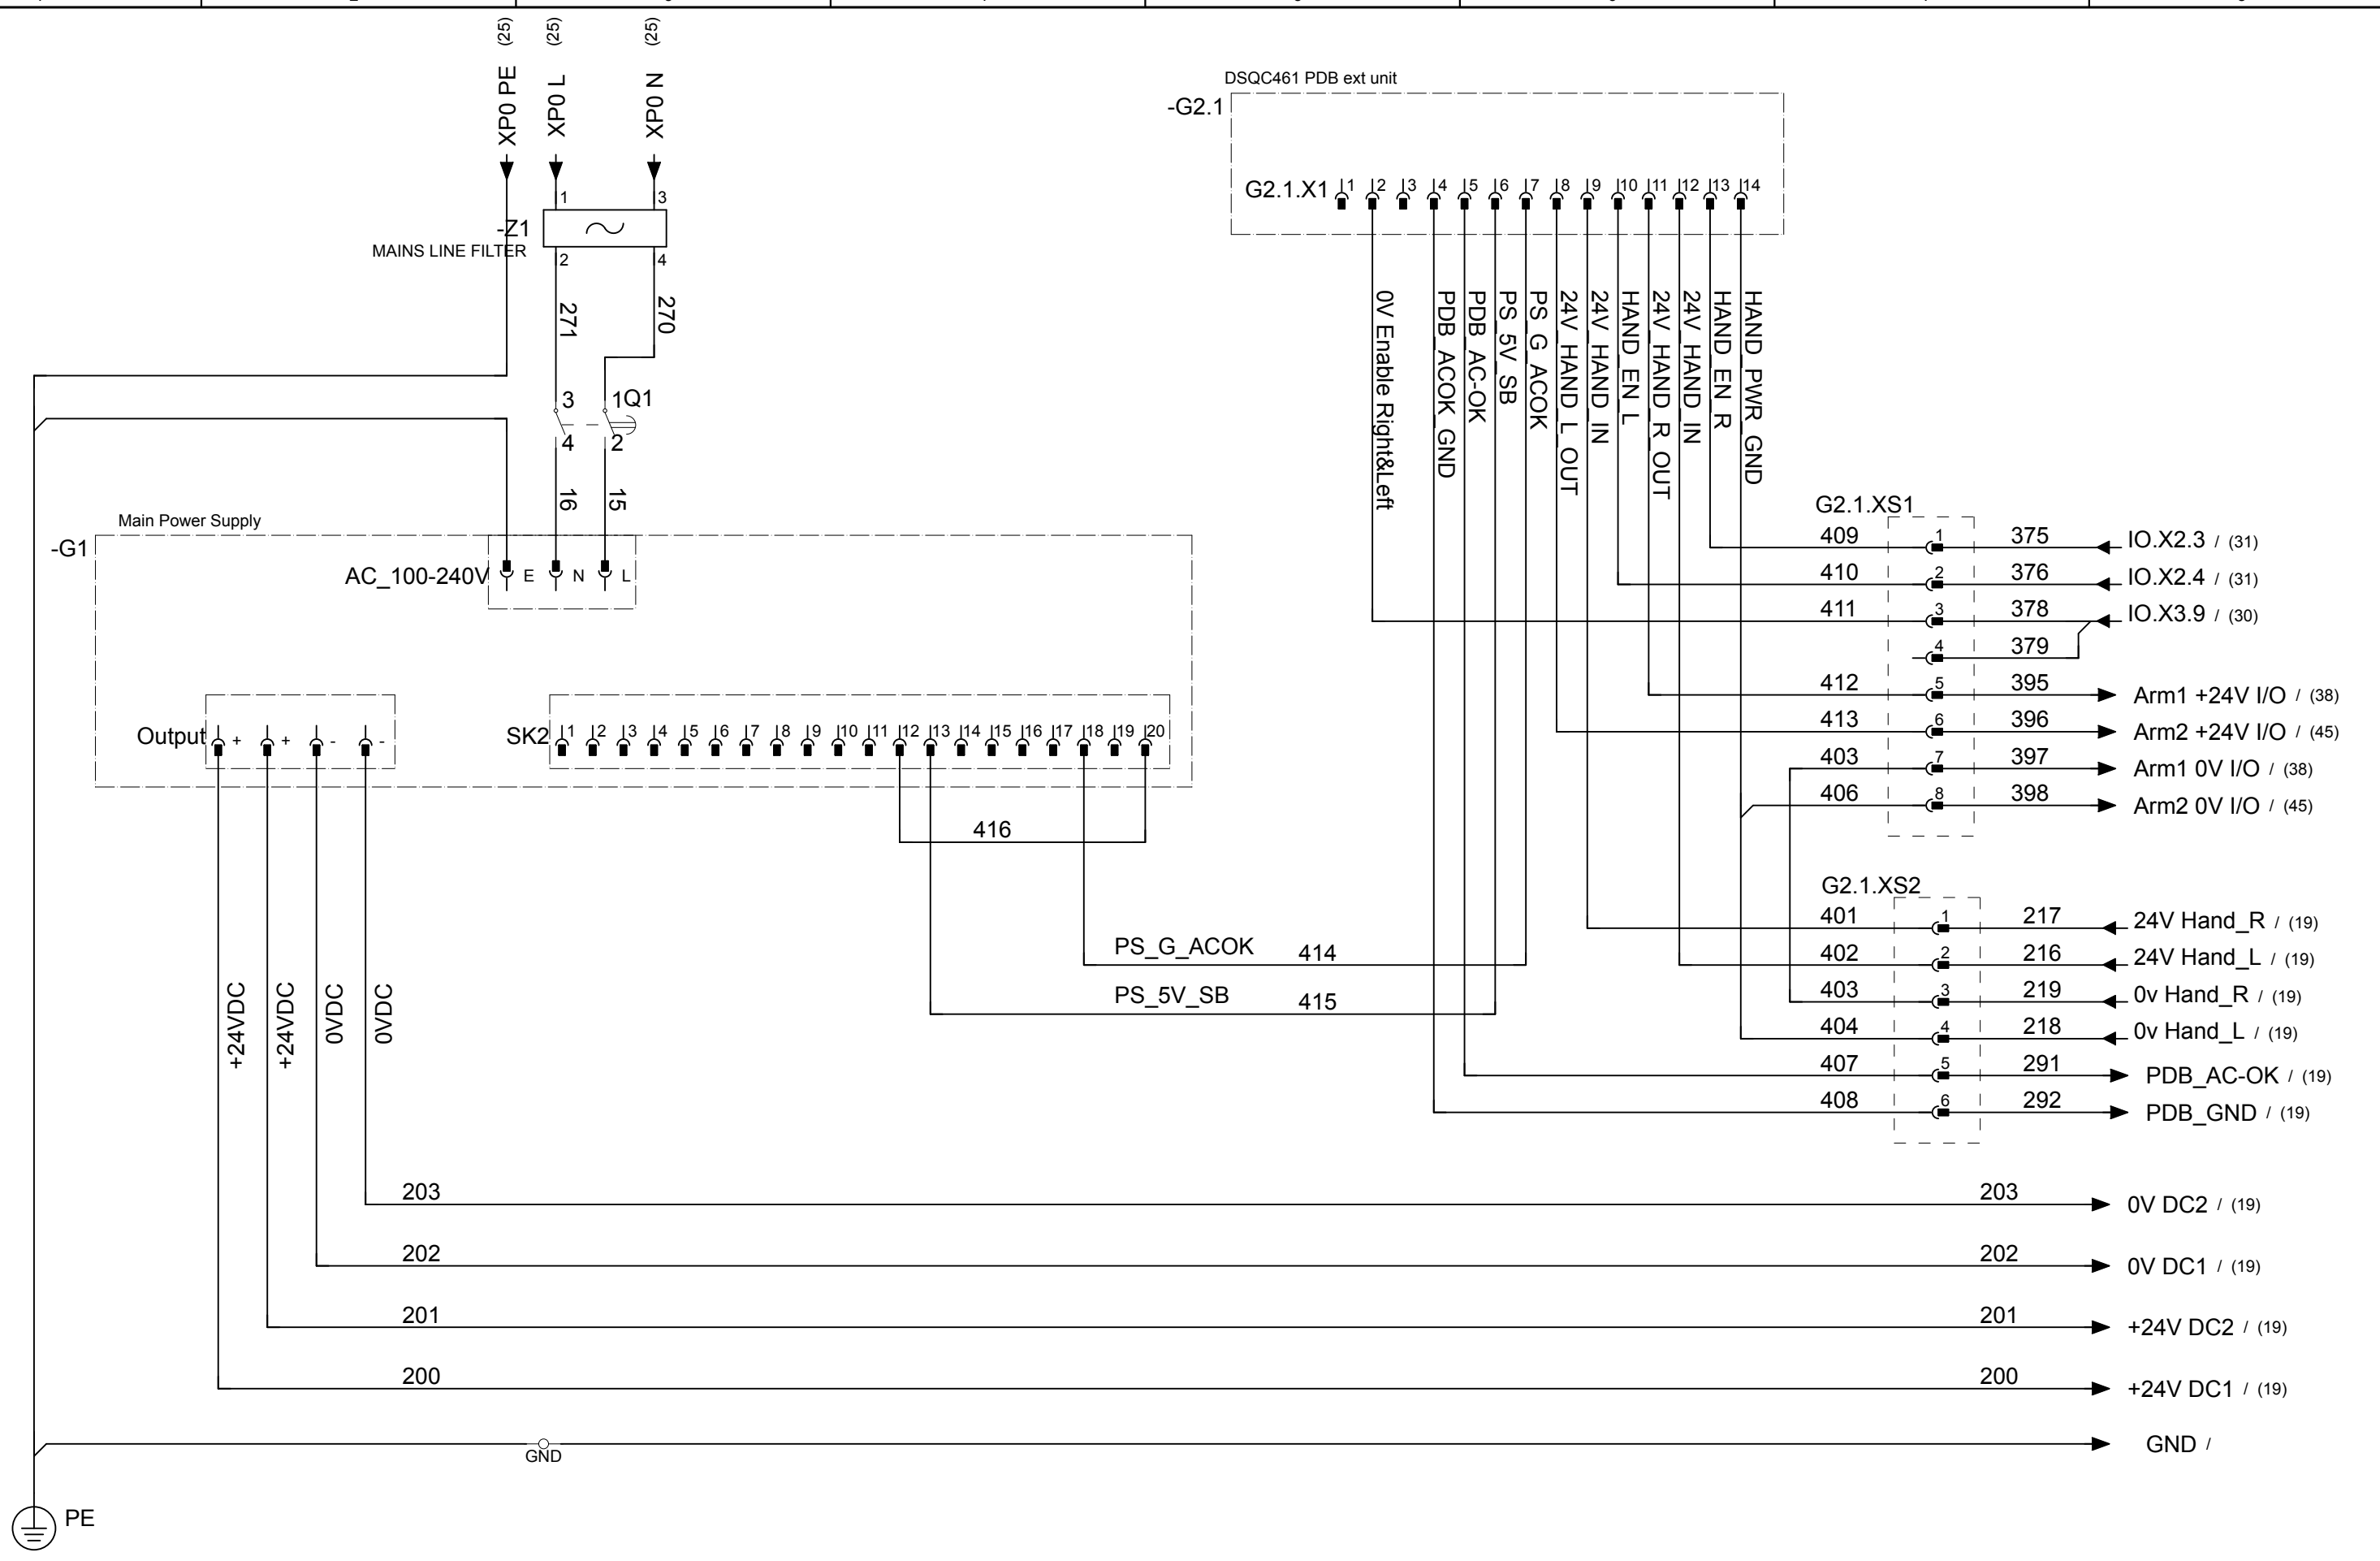 XP0 PE (25)
XP0 L (25)
XP0 N (25)
1 3
-Z1
MAINS LINE FILTER
2 4
271 270
3 1 Q1
4 2
16 15
Main Power Supply
-G1
AC_100-240V E N L
Output + + - -
SK2 1 2 3 4 5 6 7 8 9 10 11 12 13 14 15 16 17 18 19 20
416
PS_G_ACOK 414
PS_5V_SB 415
+24VDC
+24VDC
0VDC
0VDC
DSQC461 PDB ext unit
-G2.1
G2.1.X1 1 2 3 4 5 6 7 8 9 10 11 12 13 14
0V Enable Right&Left
PDB_ACOK_GND
PDB_AC-OK
PS_5V_SB
PS_G_ACOK
24V_HAND_L_OUT
24V_HAND_IN
HAND_EN_L
24V_HAND_R_OUT
24V_HAND_IN
HAND_EN_R
HAND_PWR_GND
G2.1.XS1
409 1 375 IO.X2.3 / (31)
410 2 376 IO.X2.4 / (31)
411 3 378 IO.X3.9 / (30)
4 379
412 5 395 Arm1 +24V I/O / (38)
413 6 396 Arm2 +24V I/O / (45)
403 7 397 Arm1 0V I/O / (38)
406 8 398 Arm2 0V I/O / (45)
G2.1.XS2
401 1 217 24V Hand_R / (19)
402 2 216 24V Hand_L / (19)
403 3 219 0v Hand_R / (19)
404 4 218 0v Hand_L / (19)
407 5 291 PDB_AC-OK / (19)
408 6 292 PDB_GND / (19)
203 203 0V DC2 / (19)
202 202 0V DC1 / (19)
201 201 +24V DC2 / (19)
200 200 +24V DC1 / (19)
GND GND /
PE